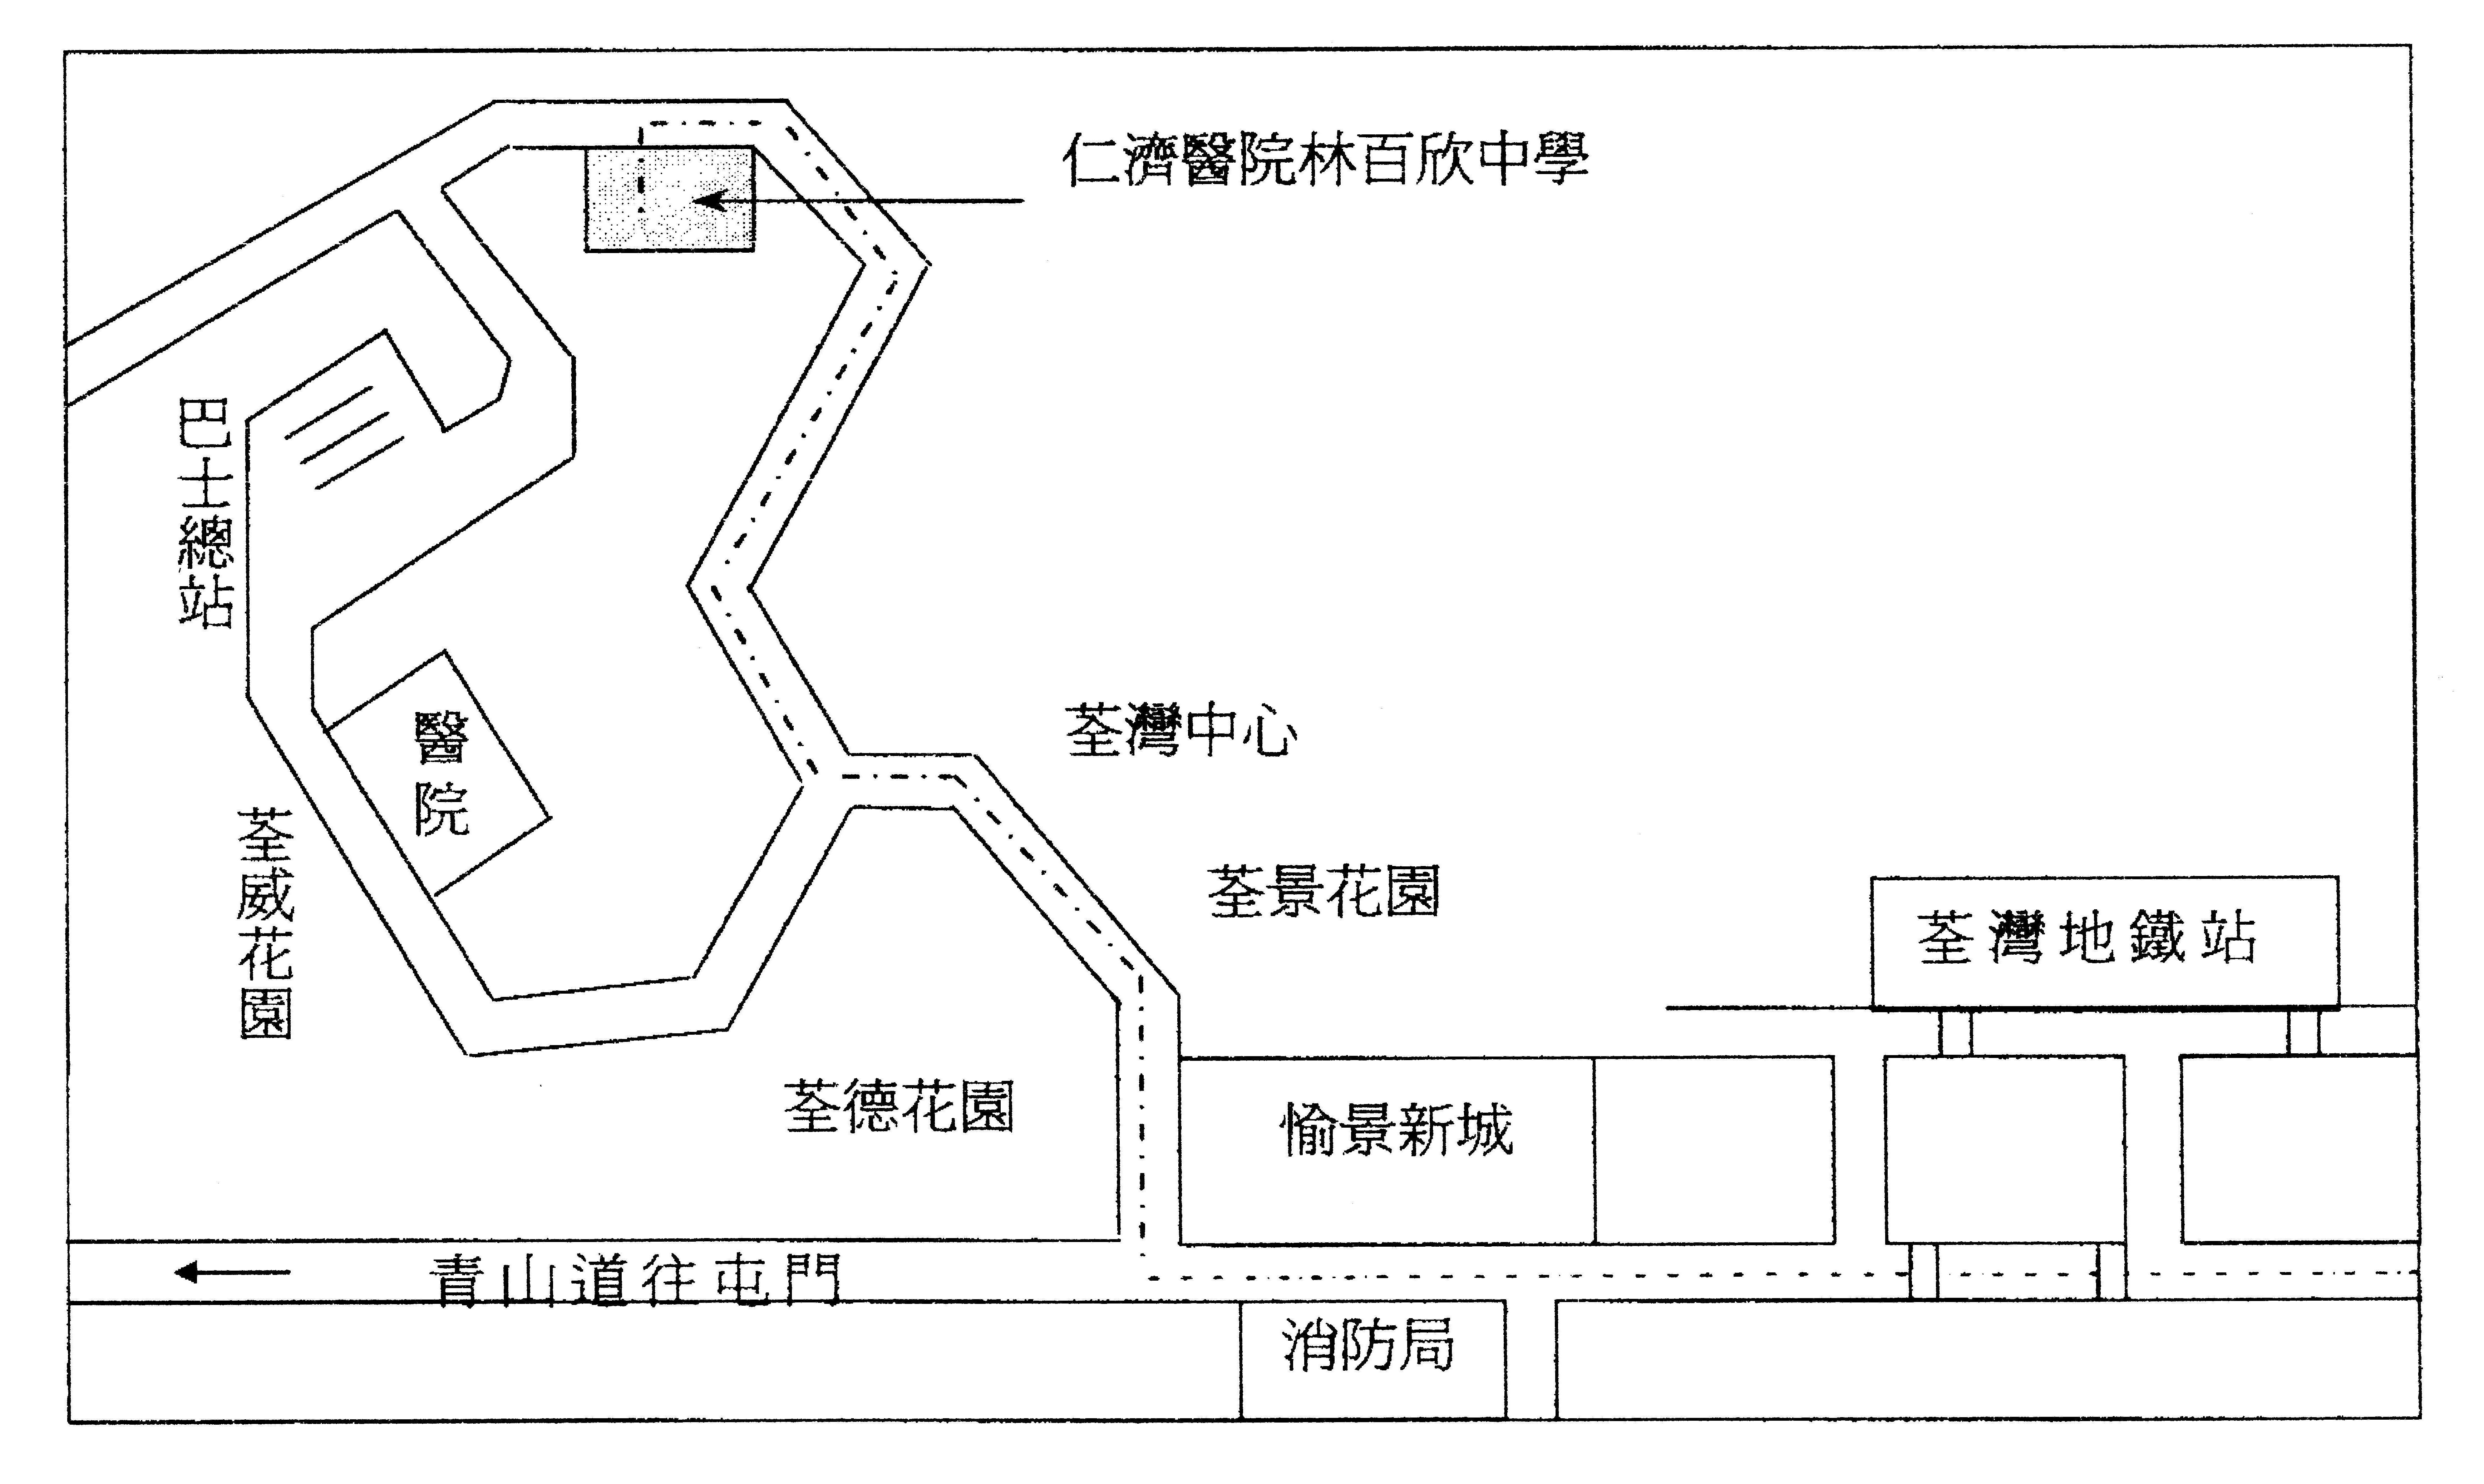 仁濟醫院林百欣中學
巴士總站
荃灣中心
醫院
荃威花園
荃景花園
荃灣地鐵站
荃德花園
愉景新城
青山道往屯門
消防局